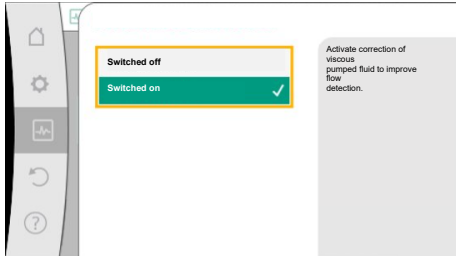 Switched off
Switched on
Activate correction of
viscous
pumped fluid to improve
flow
detection.